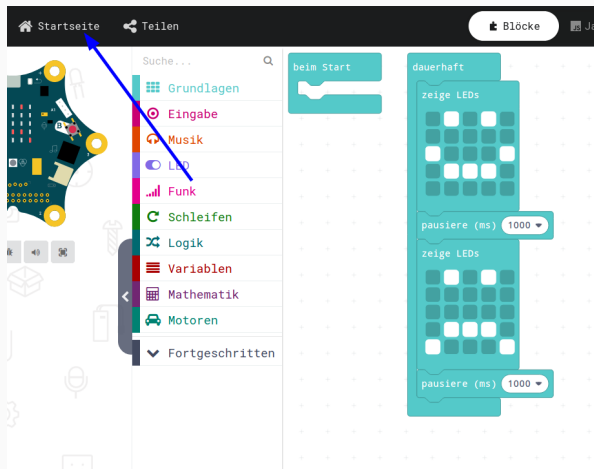 Startseite Teilen Blöcke Ja
Suche...
Grundlagen
Eingabe
Musik
LED
Funk
Schleifen
Logik
Variablen
Mathematik
Motoren
Fortgeschritten
beim Start
dauerhaft
zeige LEDs
pausiere (ms) 1000
zeige LEDs
pausiere (ms) 1000